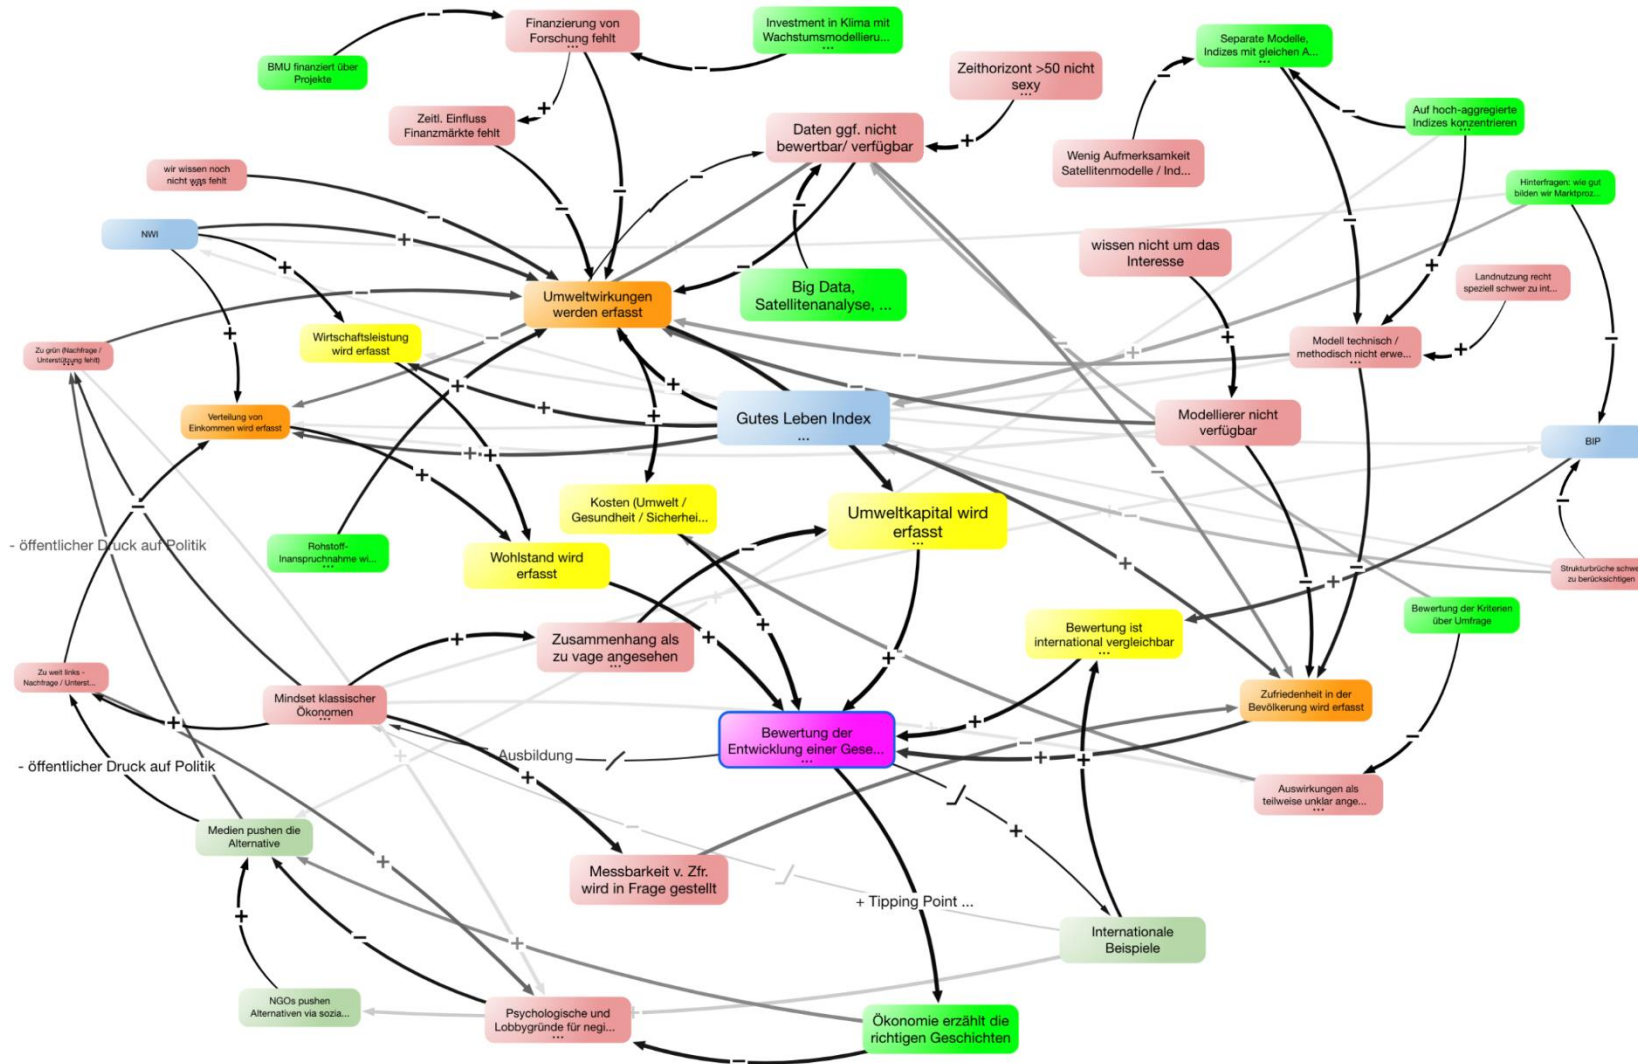 Finanzierung von
Forschung fehlt
...
Investment in Klima mit
Wachstumsmodellieru...
...
Separate Modelle,
Indizes mit gleichen A...
...
BMU finanziert über
Projekte
Zeithorizont >50 nicht
sexy
...
Zeitl. Einfluss
Finanzmärkte fehlt
Daten ggf. nicht
bewertbar/ verfügbar
Auf hoch-aggregierte
Indizes konzentrieren
...
Wenig Aufmerksamkeit
Satellitenmodelle / Ind...
wir wissen noch
nicht was fehlt
...
Hinterfragen: wie gut
bilden wir Marktproz...
NWI
wissen nicht um das
Interesse
Big Data,
Satellitenanalyse, ...
Landnutzung recht
speziell schwer zu int...
Umweltwirkungen
werden erfasst
Wirtschaftsleistung
wird erfasst
Zu grün (Nachfrage /
Unterstützung fehlt)
...
Modell technisch /
methodisch nicht erwe...
...
Verteilung von
Einkommen wird erfasst
Gutes Leben Index
...
Modellierer nicht
verfügbar
BIP
Kosten (Umwelt /
Gesundheit / Sicherhei...
Umweltkapital wird
erfasst
...
- öffentlicher Druck auf Politik
Rohstoff-
Inanspruchnahme wi...
...
Wohlstand wird
erfasst
Strukturbrüche schwe
zu berücksichtigen
Bewertung der Kriterien
über Umfrage
Bewertung ist
international vergleichbar
...
Zusammenhang als
zu vage angesehen
...
Zu weit links -
Nachfrage / Unterst...
Mindset klassischer
Ökonomen
...
Zufriedenheit in der
Bevölkerung wird erfasst
Bewertung der
Entwicklung einer Gese...
...
Ausbildung
- öffentlicher Druck auf Politik
Auswirkungen als
teilweise unklar ange...
...
Medien pushen die
Alternative
Messbarkeit v. Zfr.
wird in Frage gestellt
+ Tipping Point ...
Internationale
Beispiele
NGOs pushen
Alternativen via sozia...
Psychologische und
Lobbygründe für negi...
...
Ökonomie erzählt die
richtigen Geschichten